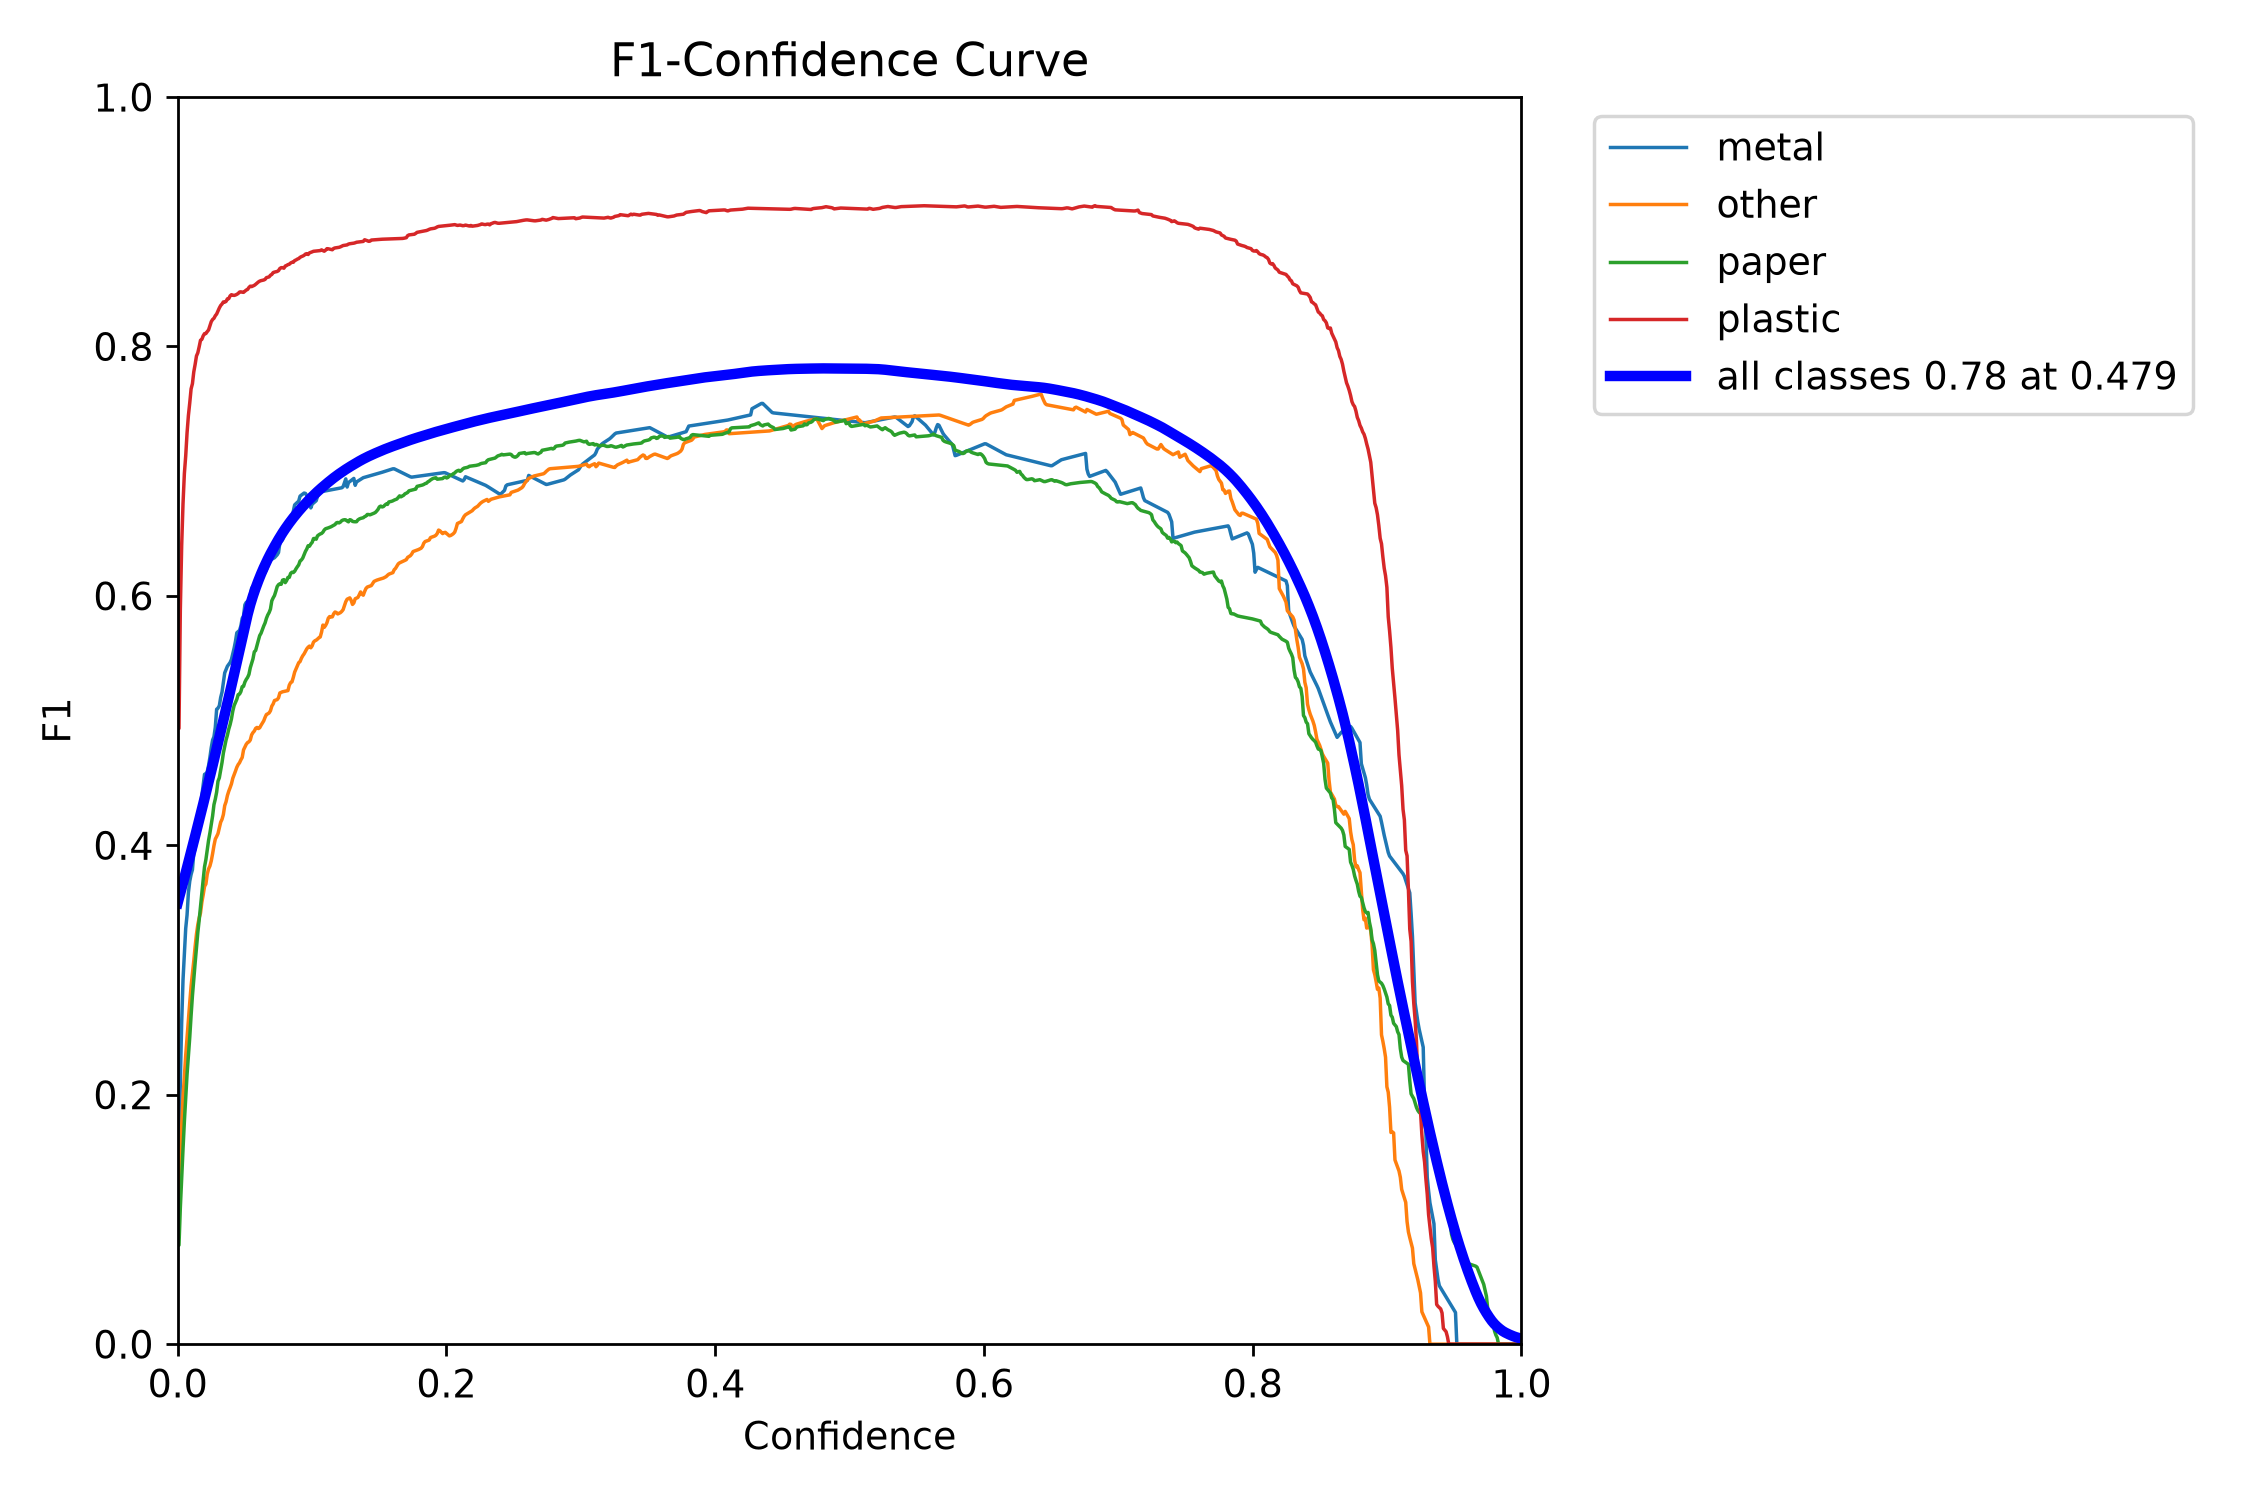 F1-Confidence Curve
1.0
0.8
0.6
0.4
0.2
0.0
F1
0.0 0.2 0.4 0.6 0.8 1.0
Confidence
metal
other
paper
plastic
all classes 0.78 at 0.479